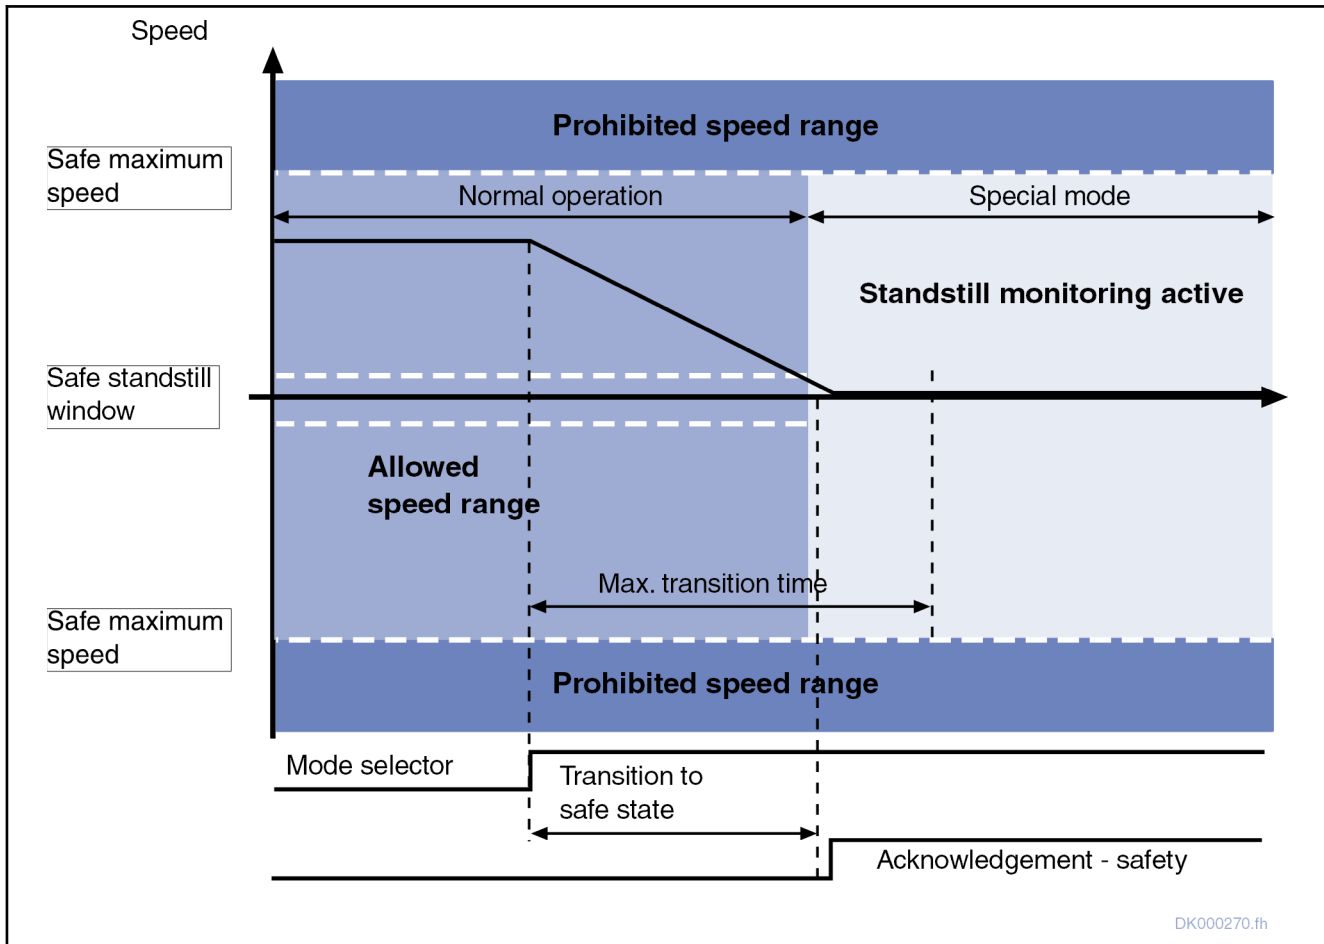 Speed
Prohibited speed range
Safe maximum
speed
Normal operation
Special mode
Standstill monitoring active
Safe standstill
window
Allowed
speed range
Max. transition time
Safe maximum
speed
Prohibited speed range
Mode selector
Transition to
safe state
Acknowledgement - safety
DK000270.fh